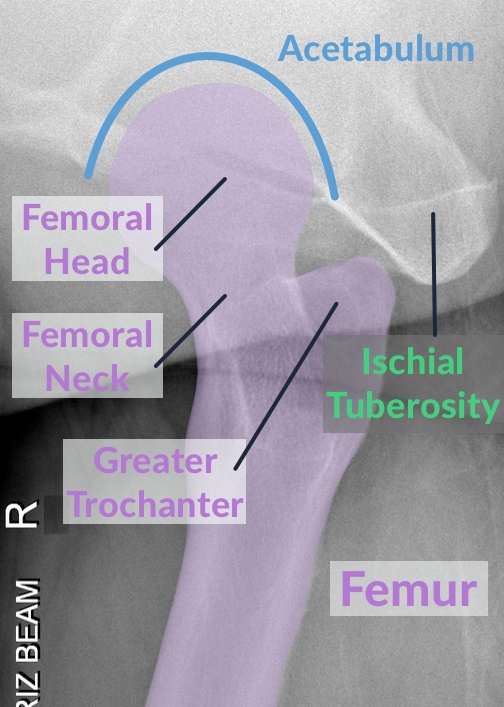 Acetabulum
Femoral
Head
Femoral
Neck
Ischial
Tuberosity
Greater
Trochanter
Femur
R
RIZ BEAM